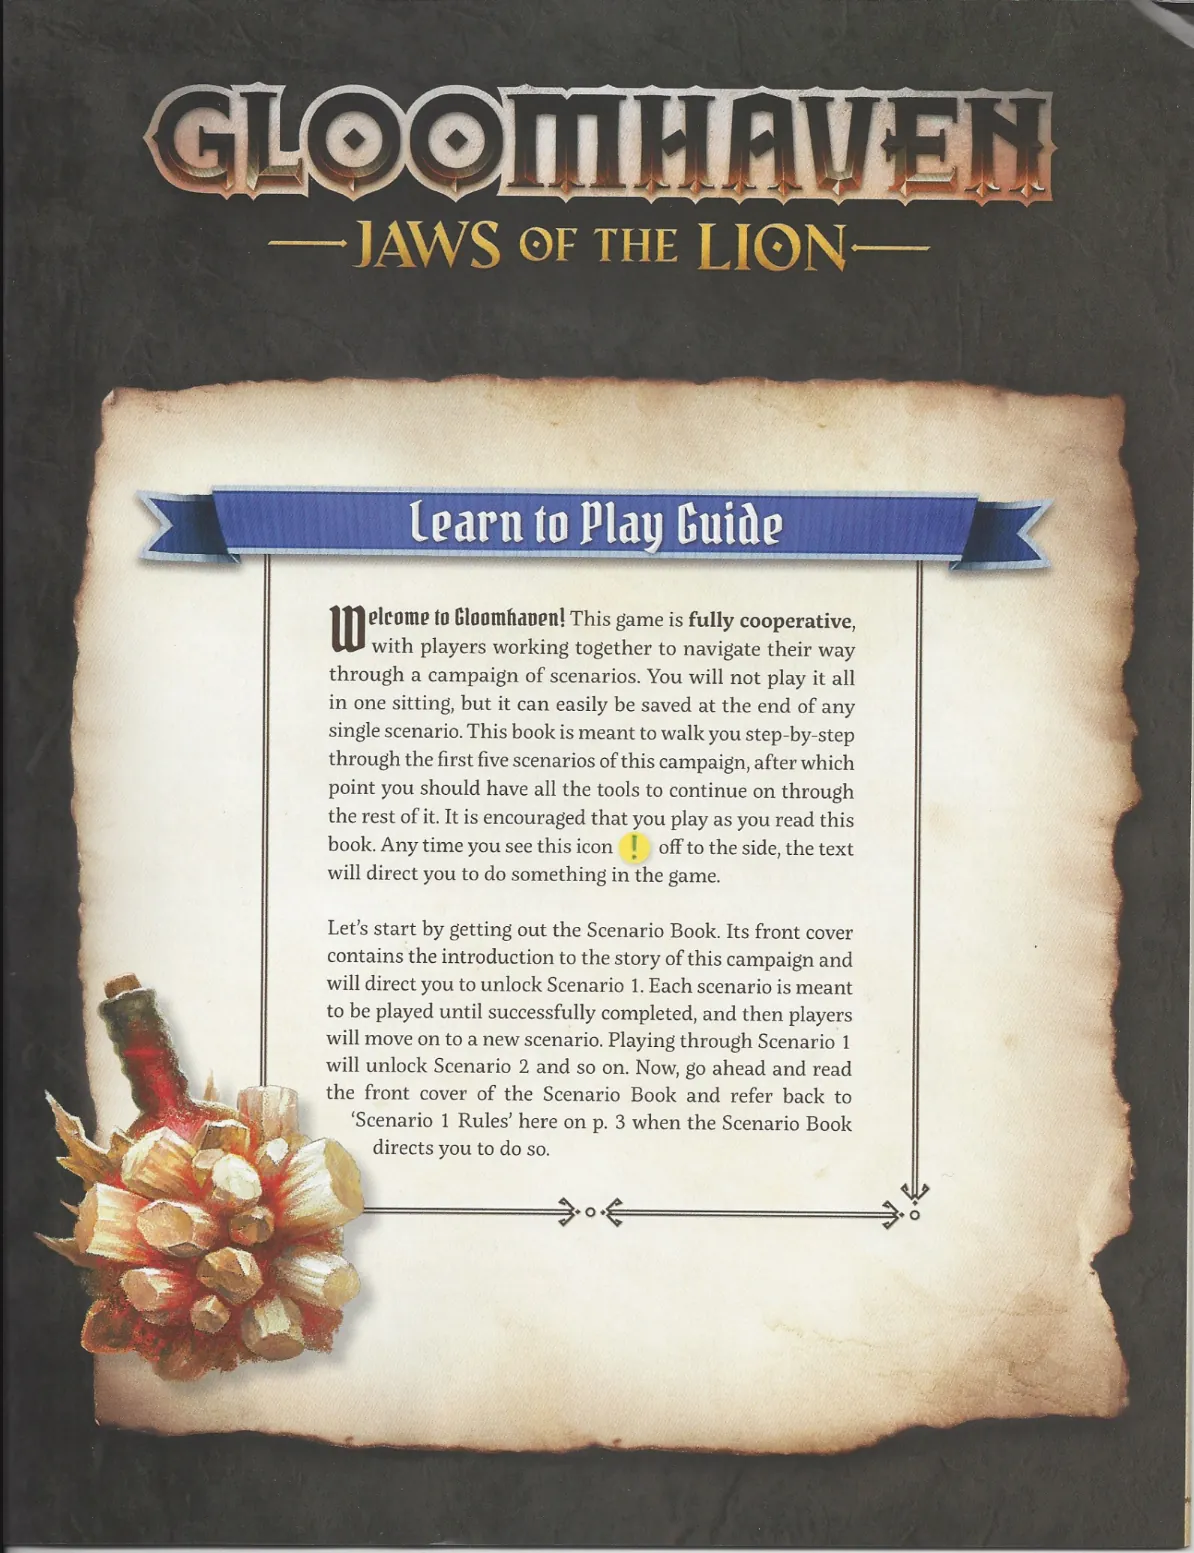 GLOOMHAVEN
JAWS OF THE LION
Learn to Play Guide
Welcome to Gloomhaven! This game is fully cooperative,
with players working together to navigate their way
through a campaign of scenarios. You will not play it all
in one sitting, but it can easily be saved at the end of any
single scenario. This book is meant to walk you step-by-step
through the first five scenarios of this campaign, after which
point you should have all the tools to continue on through
the rest of it. It is encouraged that you play as you read this
book. Any time you see this icon ! off to the side, the text
will direct you to do something in the game.
Let's start by getting out the Scenario Book. Its front cover
contains the introduction to the story of this campaign and
will direct you to unlock Scenario 1. Each scenario is meant
to be played until successfully completed, and then players
will move on to a new scenario. Playing through Scenario 1
will unlock Scenario 2 and so on. Now, go ahead and read
the front cover of the Scenario Book and refer back to
‘Scenario 1 Rules’ here on p. 3 when the Scenario Book
directs you to do so.